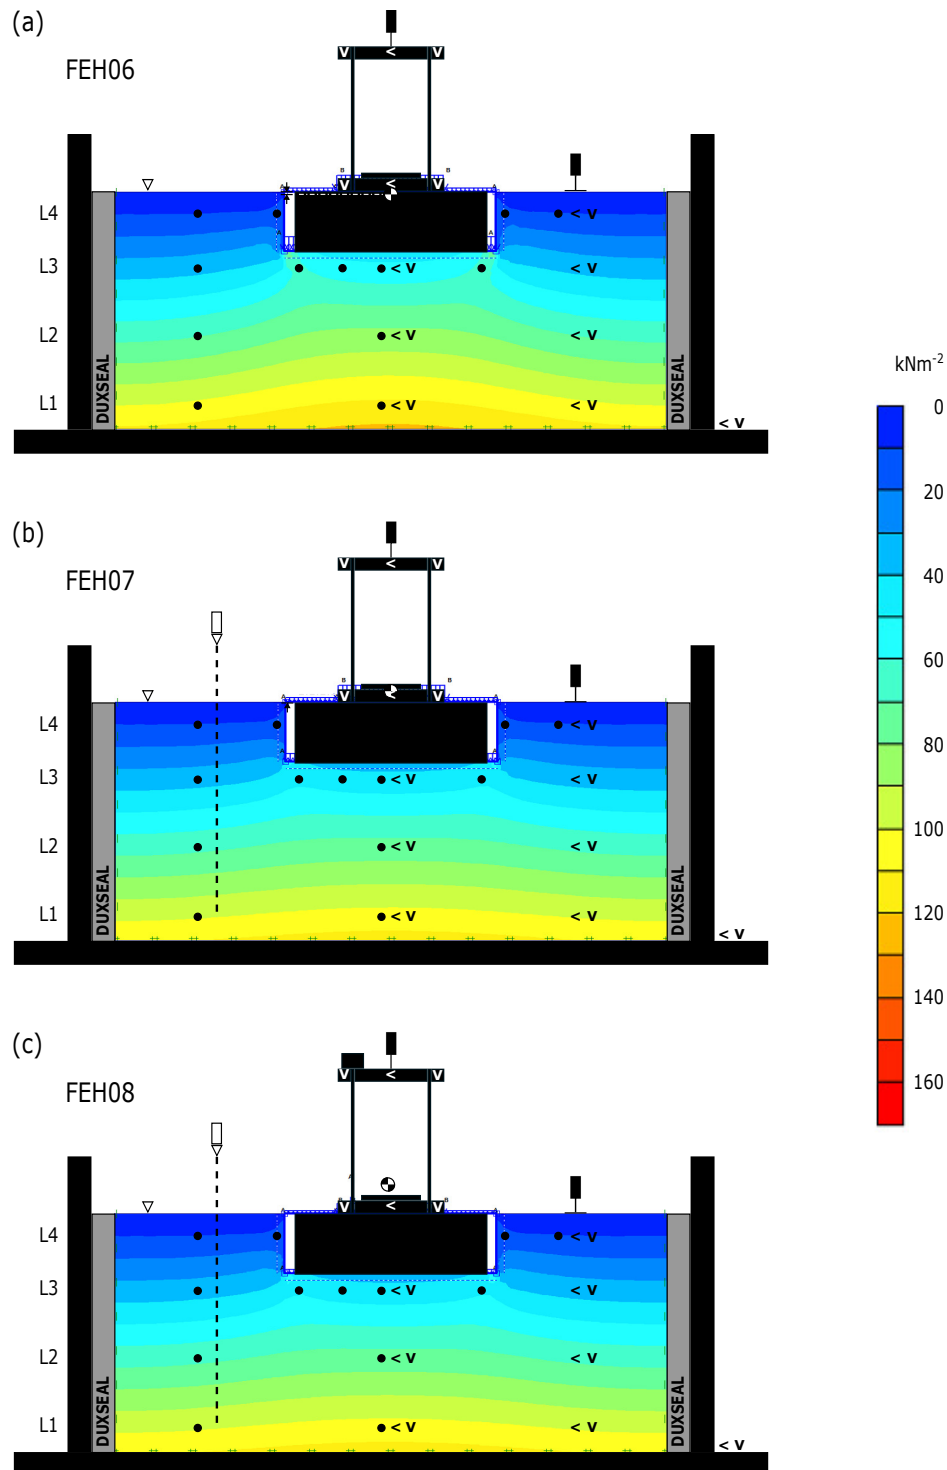 (a)
FEH06
V < V
B B
V < V
A A
L4 < V
A A
L3 < V < V
L2 < V < V
L1 < V < V
DUXSEAL DUXSEAL
< V
kNm-2
0
20
40
60
80
100
120
140
160
(b)
FEH07
V < V
B B
V V
A A
L4 < V
A A
L3 < V < V
L2 < V < V
L1 < V < V
DUXSEAL DUXSEAL
< V
(c)
FEH08
V < V
A
B B
V < V
A A
L4 < V
L3 < V < V
L2 < V < V
L1 < V < V
DUXSEAL DUXSEAL
< V